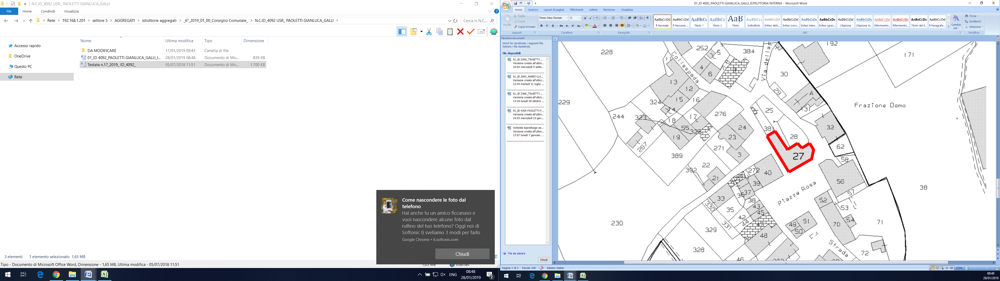 N.C.ID_4092 USR_ PAOLETTI GIANLUCA_GALLI
File Home Condividi Visualizza
Rete 192.168.1.201 settore 5 AGGREGATI istruttorie aggregati _6°_2019_01_00_Consiglio Comunale_ N.C.ID_4092 USR_ PAOLETTI GIANLUCA_GALLI
Cerca in N.C....
Nome Ultima modifica Tipo Dimensione
Accesso rapido
OneDrive
Questo PC
Rete
DA MODIFICARE 17/01/2019 09:43 Cartella di file
01_ID 4092_PAOLETTI GIANLUCA_GALLI_I... 28/01/2019 08:48 Documento di Mic... 839 KB
Testata n.17_2019_ ID_4092_ 05/07/2018 11:51 Documento di Mic... 1.700 KB
Come nascondere le foto dal
telefono
Hai anche tu un amico ficcanaso e
vuoi nascondere alcune foto dal
rullino del tuo telefono? Oggi noi di
Softonic ti sveliamo 3 modi per farlo
Google Chrome • it.softonic.com
Chiudi
3 elementi 1 elemento selezionato 1,65 MB
Tipo - Documento di Microsoft Office Word, Dimensione - 1,65 MB, Ultima modifica - 05/07/2018 11:51
1,65 MB Internet
ENG
08:48
28/01/2019
2
01_ID 4092_PAOLETTI GIANLUCA_GALLI_ISTRUTTORIA INTERNA - Microsoft Word
Home Inserisci Layout di pagina Riferimenti Lettere Revisione Visualizza
Incolla
Taglia
Copia
Copia formato
Appunti
Times New Roman 12
G C S abc
Carattere
Paragrafo
AaBbCcDd AaBbCcDd AaBbCc AaBbCc AaB AaBbCc AaBbCcDd AaBbCcDd AaBbCcDd AaBbCcDd AaBbCcDd AaBbCcDd AaBbCcDd AaBbCcDd AaBbCcDd AaBbCcDd
¶ Normale ¶ Nessuna ... Titolo 1 Titolo 2 Titolo Sottotitolo Enfasi delic... Enfasi (cors... Enfasi inten... Enfasi (gras... Citazione Citazione in... Riferimento... Riferimento... Titolo del li... ¶ Paragrafo...
Cambia
stili
Stili
Trova
Sostituisci
Seleziona
Modifica
Ripristino documenti
Word ha ripristinato i seguenti file.
Salvare i file desiderati.
File disponibili
01_ID 2000_TRAIETTI ...
Versione creata all'ultim...
16:04 mercoledì 5 sette...
01_ID 2002_NARDI CLA...
Versione creata all'ultim...
12:45 martedì 31 luglio ...
01_ID 2366_TRAIETTI ...
Versione creata all'ultim...
13:29 lunedì 29 ottobre ...
01_ID 4305 PAOLETTI F...
Versione creata all'ultim...
14:03 mercoledì 23 gen...
richiesta sopralluogo ae...
Versione creata all'ultim...
13:07 lunedì 7 gennaio ...
File da salvare
Chiudi
228
252
5
384
192
171
11
Collespada
Via della
4
6
8
30
13
12
29
A
229
324
15
16
31
Frazione Damo
244
323
14
18
17
276
25
55
328
24
381
32
19
23
28
267
271
62
389
3
27
58
22
392
272
40
21
39
56
38
36
37
57
Piazza Rosa
33
38
52
330
35
43
53
45
42
230
44
331
47
51
54
49
70
71
50
329
48
Strada
328
72
46
Pagina: 2 di 3 Parole: 309 Italiano (Italia)
270%
08:48
28/01/2019